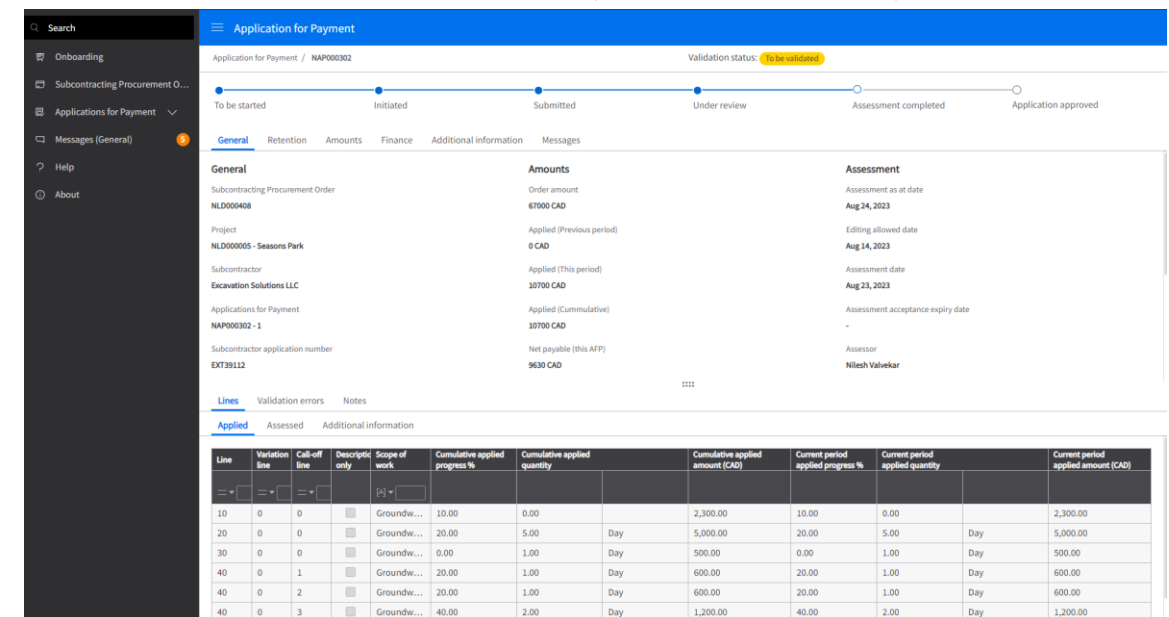 Search
Onboarding
Subcontracting Procurement O...
Applications for Payment
Messages (General) 5
Help
About
Application for Payment
Application for Payment / NAP000302
Validation status: To be validated
To be started Initiated Submitted Under review Assessment completed Application approved
General Retention Amounts Finance Additional information Messages
General
Subcontracting Procurement Order
NLD000408
Project
NLD000005 - Seasons Park
Subcontractor
Excavation Solutions LLC
Applications for Payment
NAP000302 - 1
Subcontractor application number
EXT39112
Amounts
Order amount
67000 CAD
Applied (Previous period)
0 CAD
Applied (This period)
10700 CAD
Applied (Cummulative)
10700 CAD
Net payable (this AFP)
9630 CAD
Assessment
Assessment as at date
Aug 24, 2023
Editing allowed date
Aug 14, 2023
Assessment date
Aug 23, 2023
Assessment acceptance expiry date
-
Assessor
Nilesh Valvekar
Lines Validation errors Notes
Applied Assessed Additional information
Line Variation line Call-off line Descriptic only Scope of work Cumulative applied progress % Cumulative applied quantity Cumulative applied amount (CAD) Current period applied progress % Current period applied quantity Current period applied amount (CAD)
= = = [A]
10 0 0 Groundw... 10.00 0.00 2,300.00 10.00 0.00 2,300.00
20 0 0 Groundw... 20.00 5.00 Day 5,000.00 20.00 5.00 Day 5,000.00
30 0 0 Groundw... 0.00 1.00 Day 500.00 0.00 1.00 Day 500.00
40 0 1 Groundw... 20.00 1.00 Day 600.00 20.00 1.00 Day 600.00
40 0 2 Groundw... 20.00 1.00 Day 600.00 20.00 1.00 Day 600.00
40 0 3 Groundw... 40.00 2.00 Day 1,200.00 40.00 2.00 Day 1,200.00